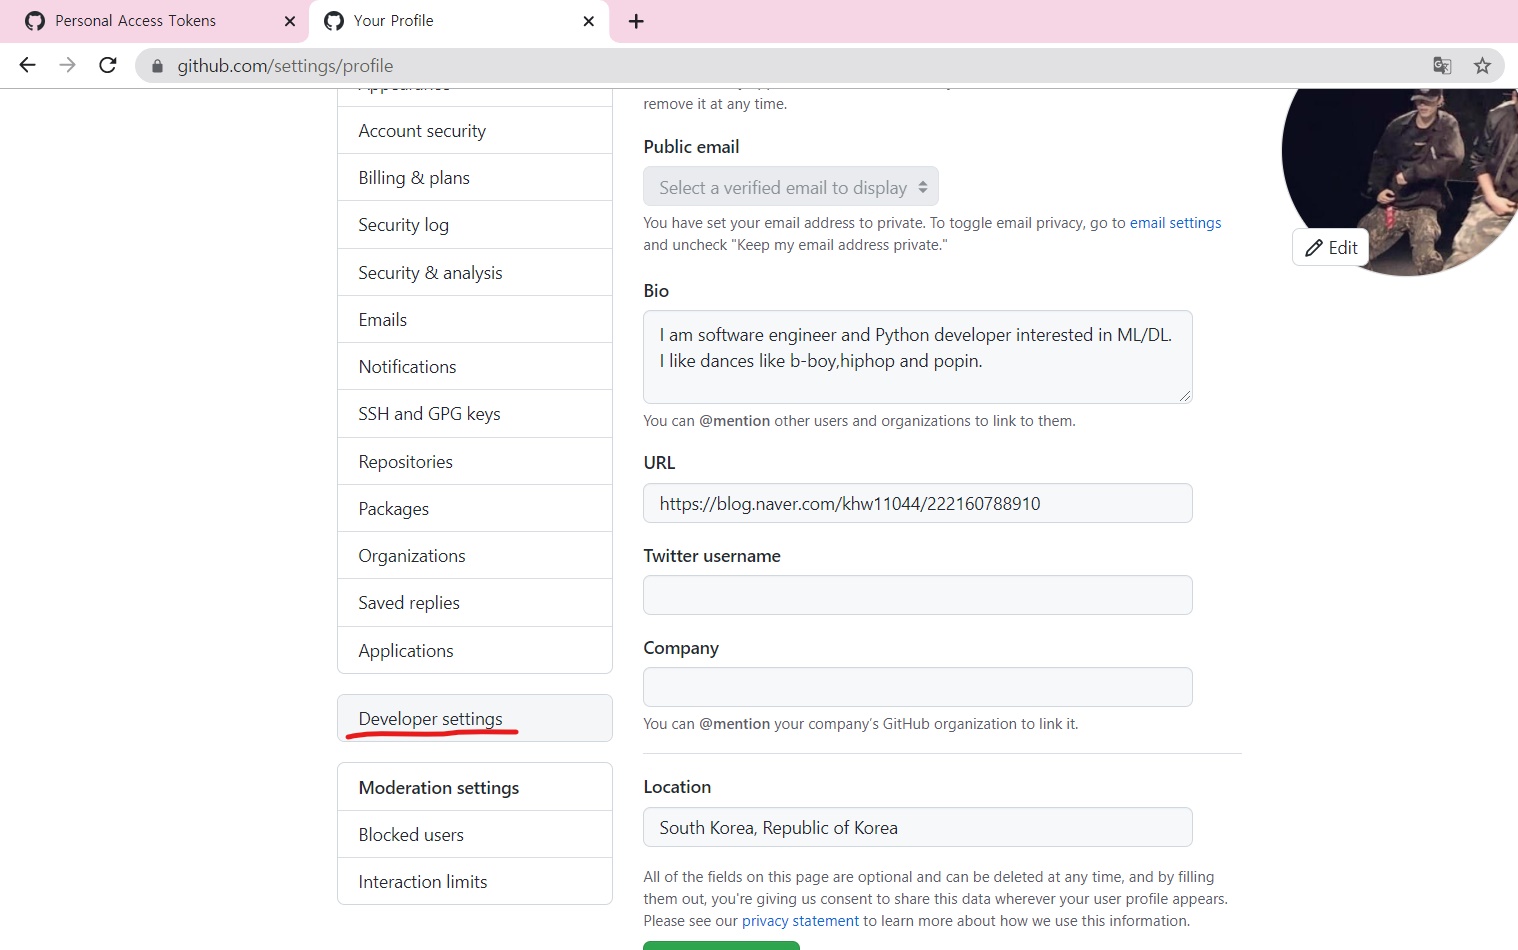 Personal Access Tokens
Your Profile
github.com/settings/profile
Appearance
Account security
Billing & plans
Security log
Security & analysis
Emails
Notifications
SSH and GPG keys
Repositories
Packages
Organizations
Saved replies
Applications
Developer settings
Moderation settings
Blocked users
Interaction limits
remove it at any time.
Public email
Select a verified email to display
You have set your email address to private. To toggle email privacy, go to email settings
and uncheck "Keep my email address private."
Bio
I am software engineer and Python developer interested in ML/DL.
I like dances like b-boy,hiphop and popin.
You can @mention other users and organizations to link to them.
URL
https://blog.naver.com/khw11044/222160788910
Twitter username
Company
You can @mention your company's GitHub organization to link it.
Location
South Korea, Republic of Korea
All of the fields on this page are optional and can be deleted at any time, and by filling
them out, you're giving us consent to share this data wherever your user profile appears.
Please see our privacy statement to learn more about how we use this information.
Edit